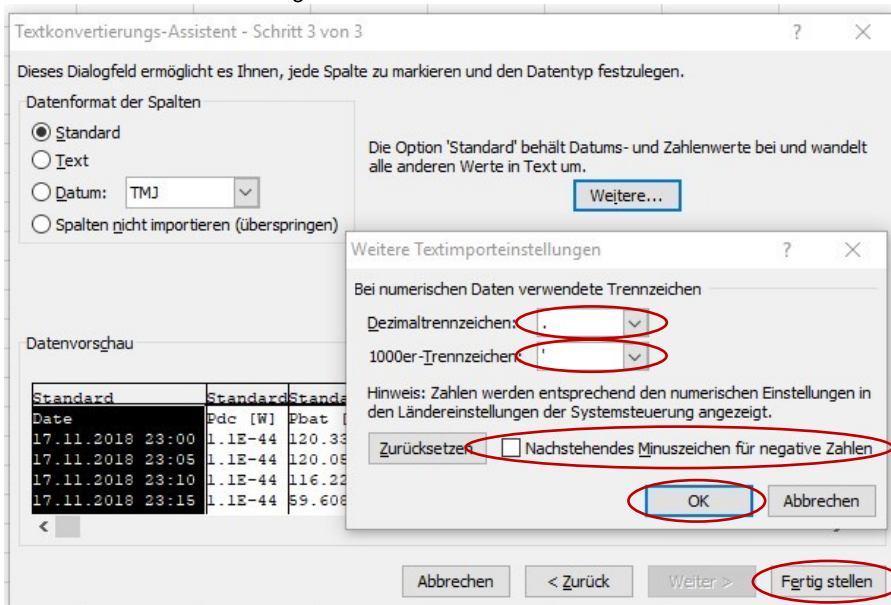 Textkonvertierungs-Assistent - Schritt 3 von 3 ? ×
Dieses Dialogfeld ermöglicht es Ihnen, jede Spalte zu markieren und den Datentyp festzulegen.
Datenformat der Spalten
Standard
Text
Datum: TMJ
Spalten nicht importieren (überspringen)
Die Option 'Standard' behält Datums- und Zahlenwerte bei und wandelt
alle anderen Werte in Text um.
Weitere...
Weitere Textimporteinstellungen ? ×
Bei numerischen Daten verwendete Trennzeichen
Dezimaltrennzeichen: .
1000er-Trennzeichen: '
Hinweis: Zahlen werden entsprechend den numerischen Einstellungen in
den Ländereinstellungen der Systemsteuerung angezeigt.
Zurücksetzen Nachstehendes Minuszeichen für negative Zahlen
OK Abbrechen
Datenvorschau
Standard Standard Standa
Date Pdc [W] Pbat [
17.11.2018 23:00 1.1E-44 120.33
17.11.2018 23:05 1.1E-44 120.05
17.11.2018 23:10 1.1E-44 116.22
17.11.2018 23:15 1.1E-44 59.608
Abbrechen < Zurück Weiter > Fertig stellen